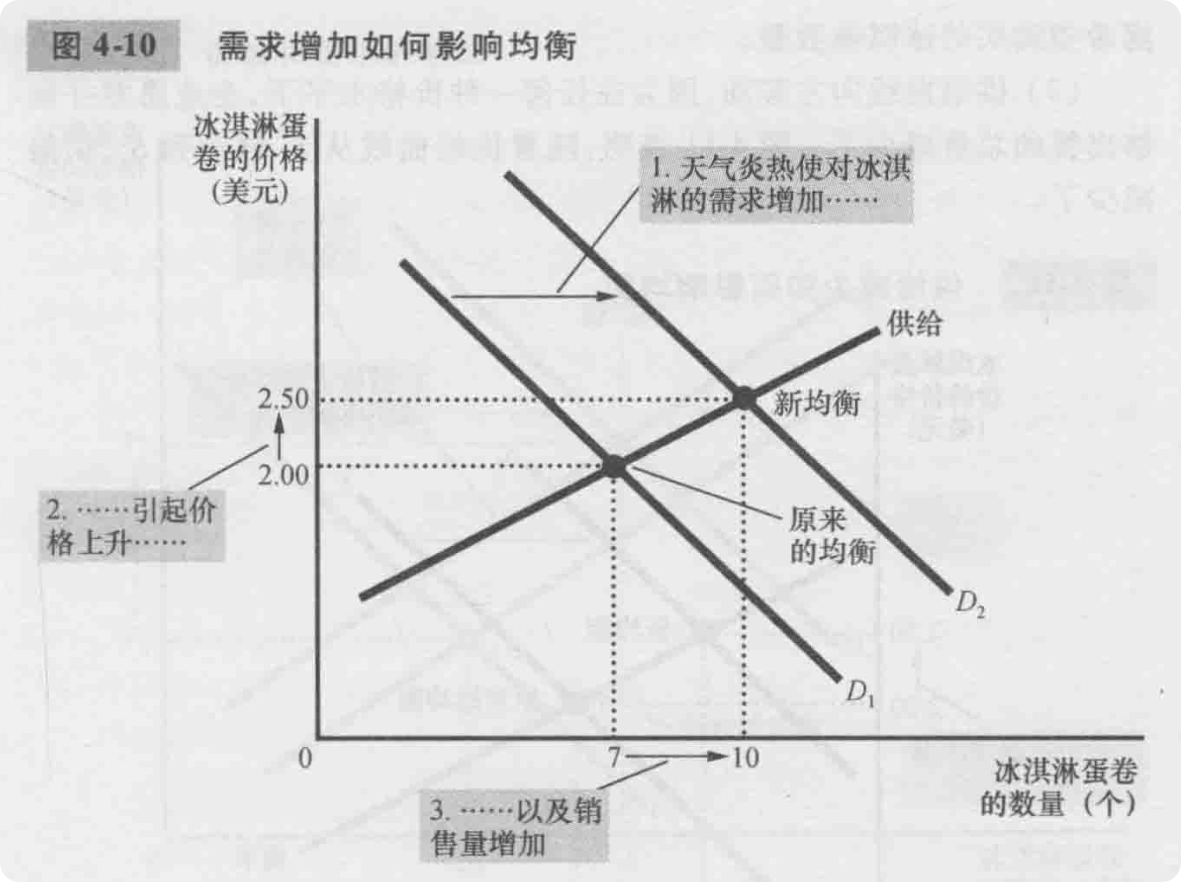 图 4-10 需求增加如何影响均衡
冰淇淋蛋
卷的价格
(美元)
1. 天气炎热使对冰淇
淋的需求增加……
供给
2.50
新均衡
2.00
2. ……引起价
格上升……
原来
的均衡
D₂
D₁
0
7
10
冰淇淋蛋卷
的数量（个）
3. ……以及销
售量增加